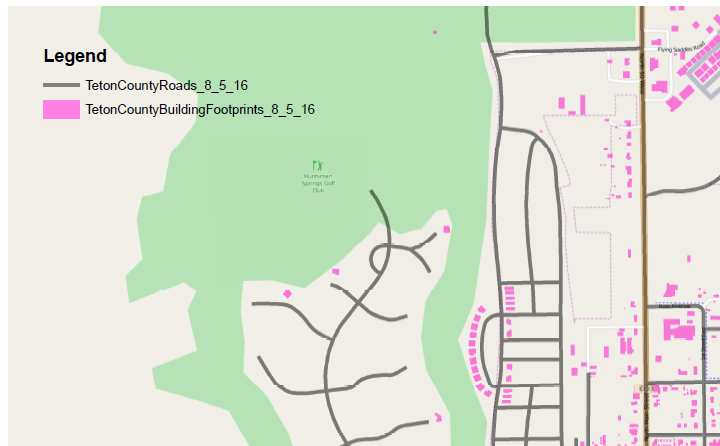 Legend
TetonCountyRoads_8_5_16
TetonCountyBuildingFootprints_8_5_16
Flying Saddles Road
Huntsman
Springs Golf
Club